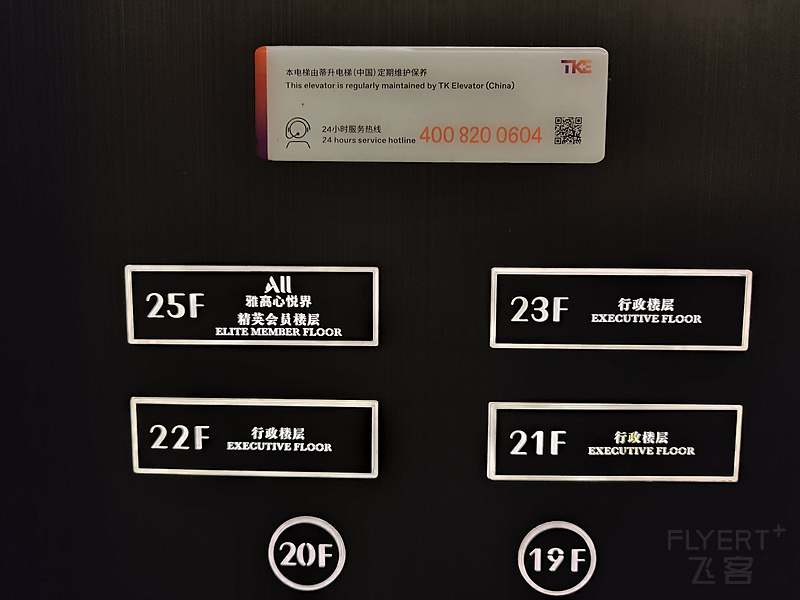 TKE
本电梯由蒂升电梯(中国)定期维护保养
This elevator is regularly maintained by TK Elevator (China)
24小时服务热线
24 hours service hotline 400 820 0604
25F
All
雅高心悦界
精英会员楼层
ELITE MEMBER FLOOR
23F
行政楼层
EXECUTIVE FLOOR
22F
行政楼层
EXECUTIVE FLOOR
21F
行政楼层
EXECUTIVE FLOOR
20F
19F
FLYERT+
飞客